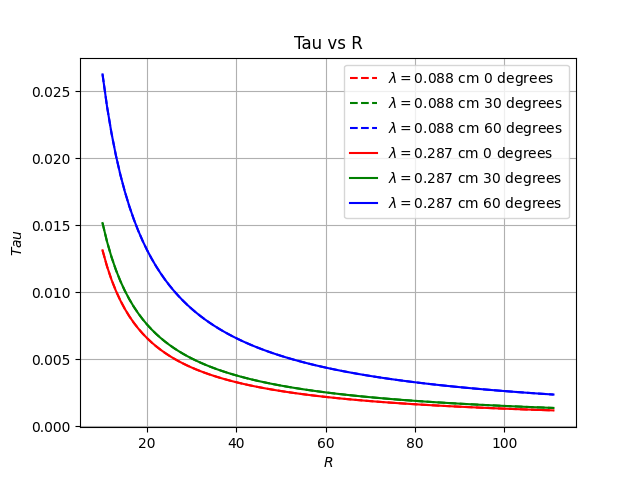 Tau vs R
λ = 0.088 cm 0 degrees
λ = 0.088 cm 30 degrees
λ = 0.088 cm 60 degrees
λ = 0.287 cm 0 degrees
λ = 0.287 cm 30 degrees
λ = 0.287 cm 60 degrees
0.025
0.020
0.015
0.010
0.005
0.000
Tau
20 40 60 80 100
R